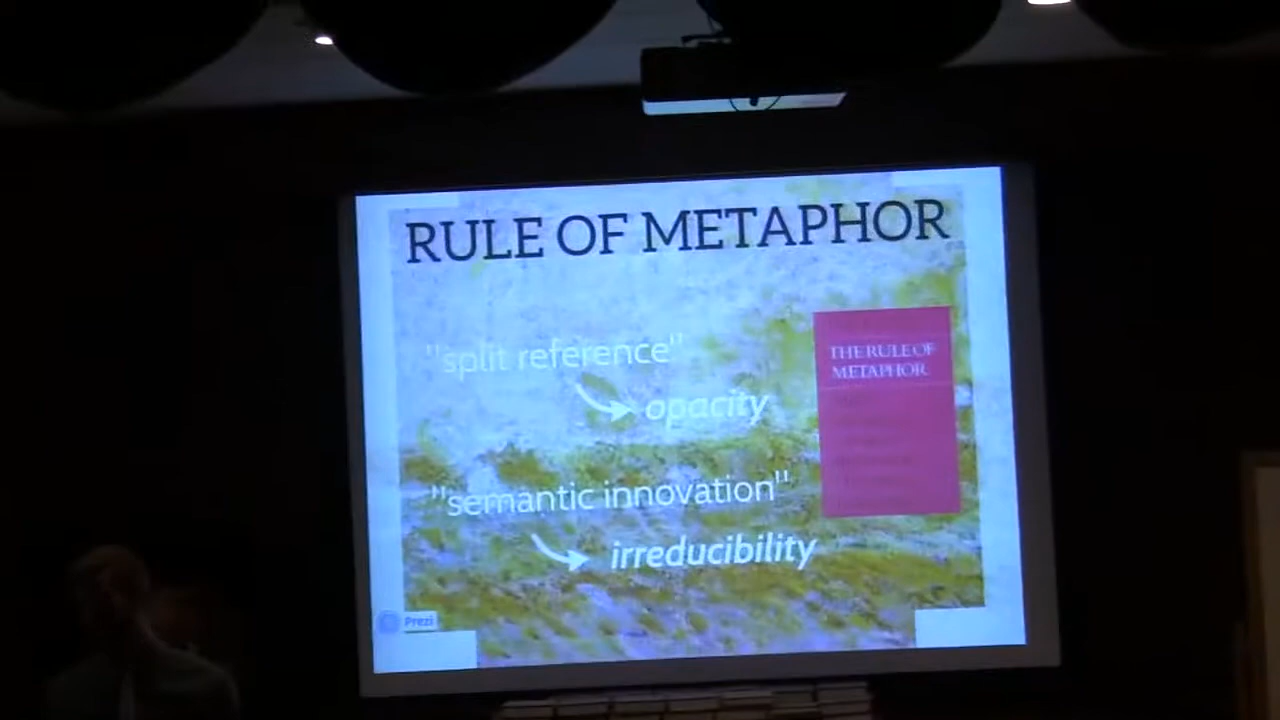 RULE OF METAPHOR
"split reference"
opacity
THE RULE OF
METAPHOR
"semantic innovation"
irreducibility
Prezi